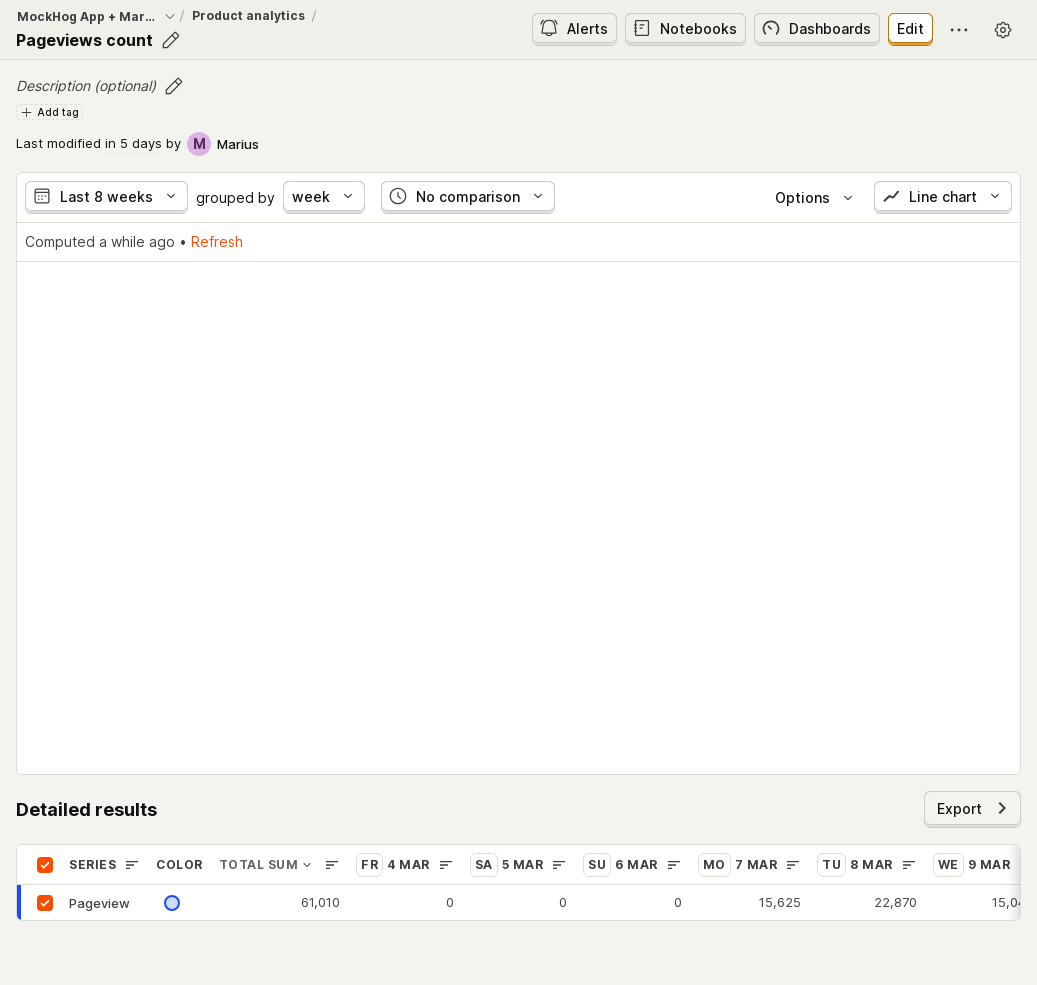 MockHog App + Mar... / Product analytics /
Pageviews count
Alerts Notebooks Dashboards Edit
Description (optional)
Add tag
Last modified in 5 days by M Marius
Last 8 weeks grouped by week No comparison Options Line chart
Computed a while ago • Refresh
Detailed results
Export
SERIES COLOR TOTAL SUM FR 4 MAR SA 5 MAR SU 6 MAR MO 7 MAR TU 8 MAR WE 9 MAR
Pageview 61,010 0 0 0 15,625 22,870